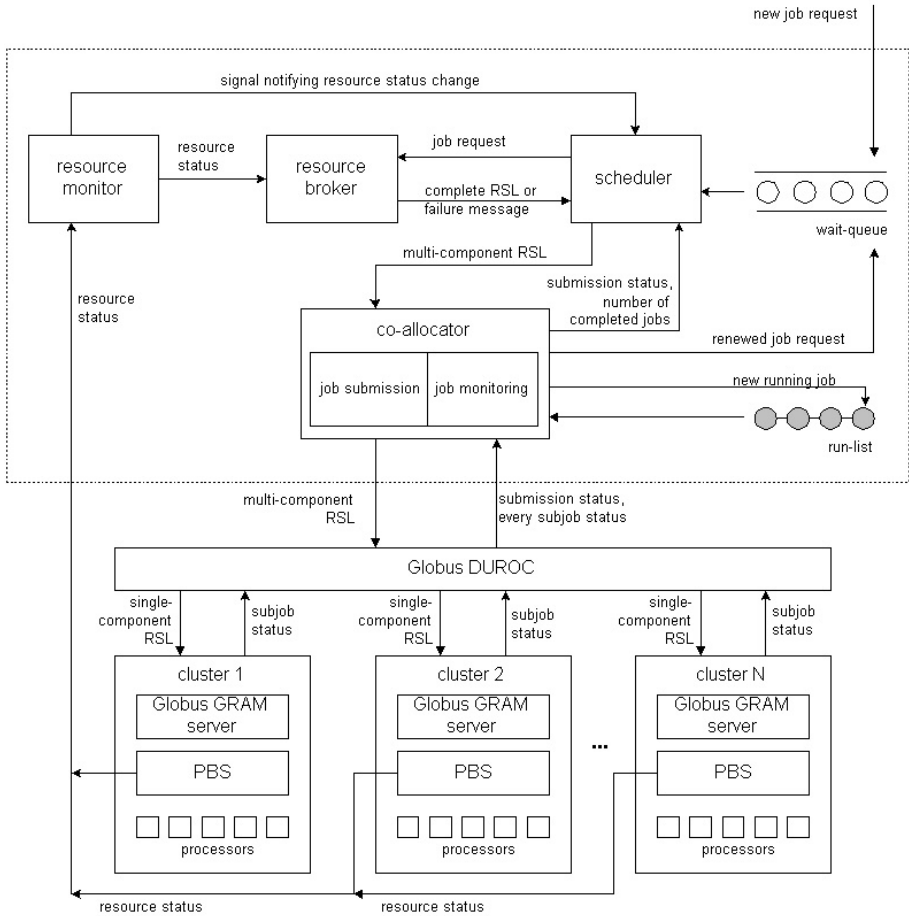 new job request
signal notifying resource status change
resource
monitor
resource
status
resource
broker
job request
complete RSL or
failure message
scheduler
wait-queue
multi-component RSL
submission status,
number of
completed jobs
resource
status
co-allocator
job submission
job monitoring
renewed job request
new running job
run-list
multi-component
RSL
submission status,
every subjob status
Globus DUROC
single-
component
RSL
subjob
status
single-
component
RSL
subjob
status
single-
component
RSL
subjob
status
cluster 1
Globus GRAM
server
PBS
processors
cluster 2
Globus GRAM
server
PBS
processors
...
cluster N
Globus GRAM
server
PBS
processors
resource status
resource status